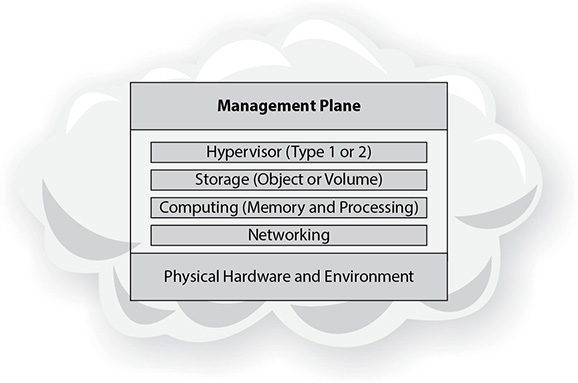 Management Plane
Hypervisor (Type 1 or 2)
Storage (Object or Volume)
Computing (Memory and Processing)
Networking
Physical Hardware and Environment